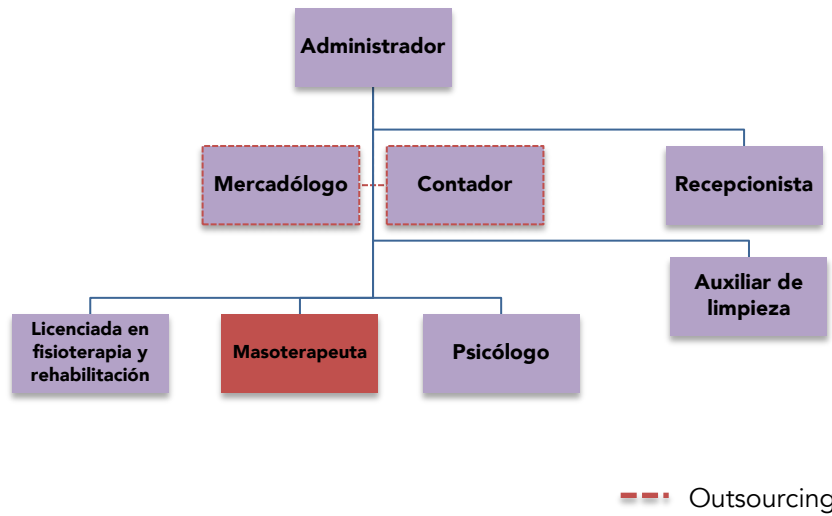 Administrador
Mercadólogo
Contador
Recepcionista
Auxiliar de
limpieza
Licenciada en
fisioterapia y
rehabilitación
Masoterapeuta
Psicólogo
Outsourcing